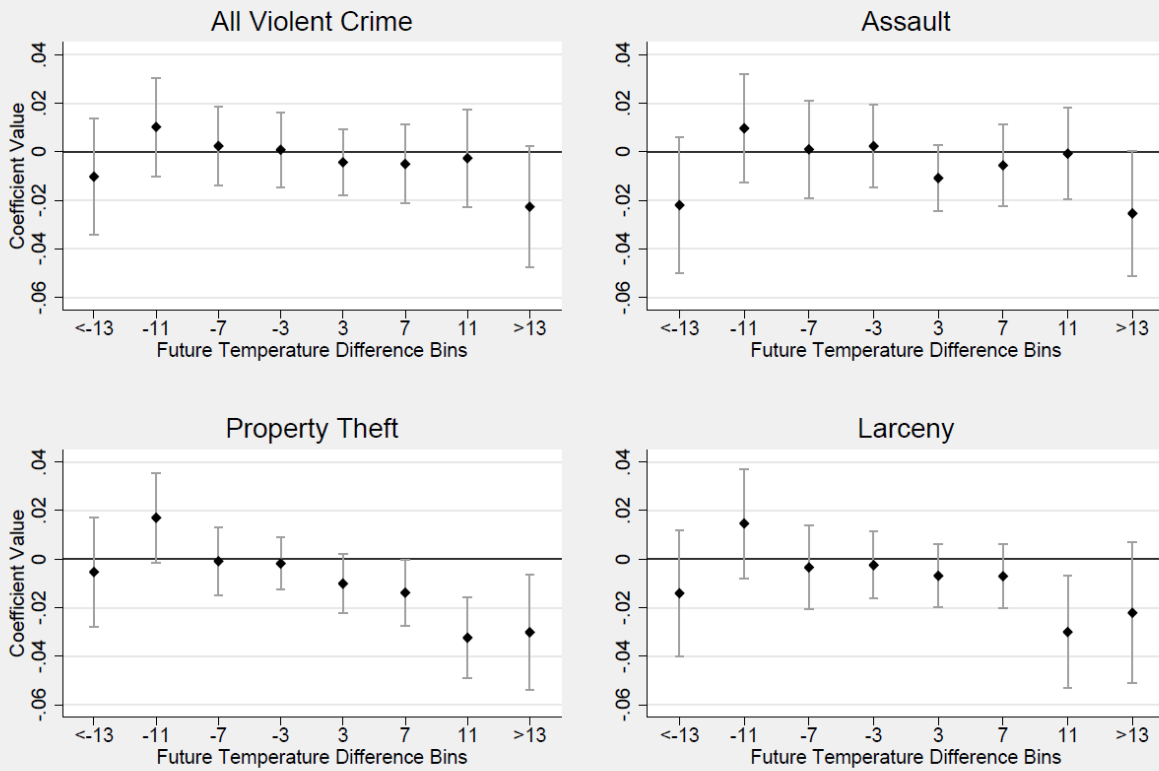 All Violent Crime
Coefficient Value
.04
.02
0
-.02
-.04
-.06
<-13 -11 -7 -3 3 7 11 >13
Future Temperature Difference Bins
Assault
.04
.02
0
-.02
-.04
-.06
<-13 -11 -7 -3 3 7 11 >13
Future Temperature Difference Bins
Property Theft
Coefficient Value
.04
.02
0
-.02
-.04
-.06
<-13 -11 -7 -3 3 7 11 >13
Future Temperature Difference Bins
Larceny
.04
.02
0
-.02
-.04
-.06
<-13 -11 -7 -3 3 7 11 >13
Future Temperature Difference Bins